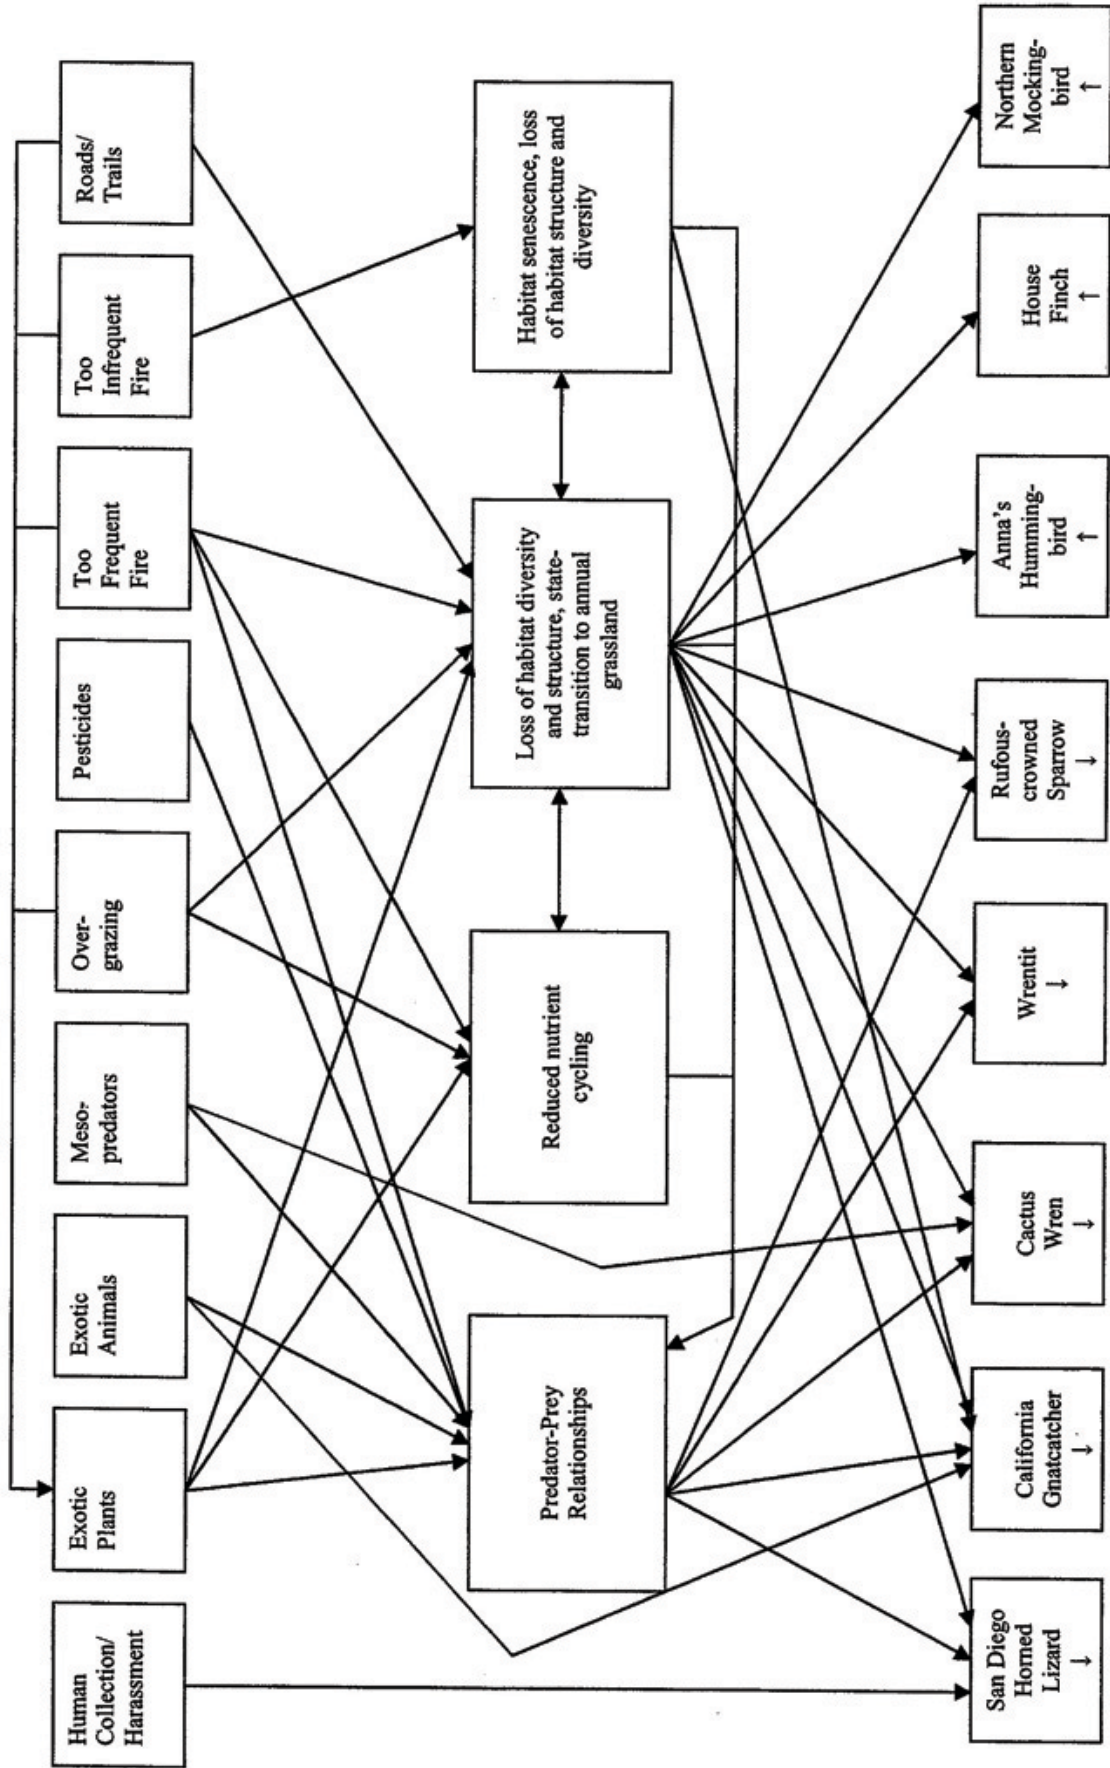 Human
Collection/
Harassment
Exotic
Plants
Exotic
Animals
Meso-
predators
Over-
grazing
Pesticides
Too
Frequent
Fire
Too
Infrequent
Fire
Roads/
Trails
Predator-Prey
Relationships
Reduced nutrient
cycling
Loss of habitat diversity
and structure, state-
transition to annual
grassland
Habitat senescence, loss
of habitat structure and
diversity
San Diego
Horned
Lizard
↓
California
Gnatcatcher
↓
Cactus
Wren
↓
Wrentit
↓
Rufous-
crowned
Sparrow
↓
Anna's
Humming-
bird
↑
House
Finch
↑
Northern
Mocking-
bird
↑